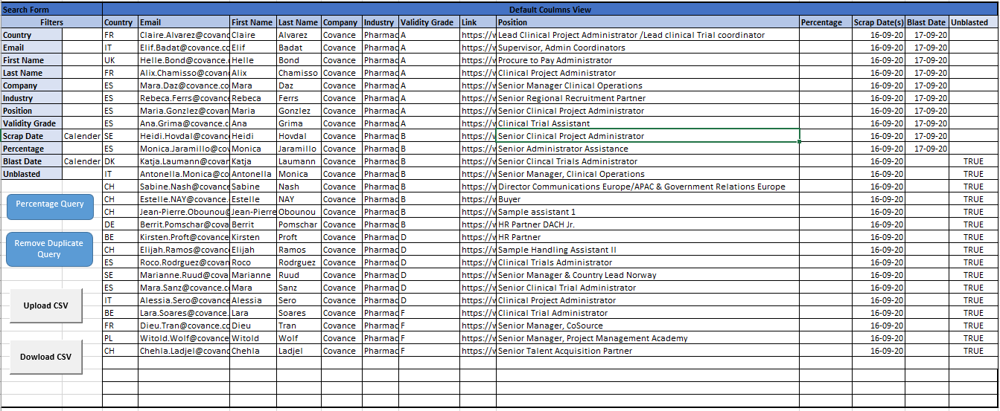 Search Form Default Coulmns View
Filters Country Email First Name Last Name Company Industry Validity Grade Link Position Percentage Scrap Date(s) Blast Date Unblasted
Country FR Claire.Alvarez@covanc Claire Alvarez Covance Pharmac A https://w Lead Clinical Project Administrator /Lead clinical Trial coordinator 16-09-20 17-09-20
Email IT Elif.Badat@covance.co Elif Badat Covance Pharmac A https://w Supervisor, Admin Coordinators 16-09-20 17-09-20
First Name UK Helle.Bond@covance. Helle Bond Covance Pharmac A https://w Procure to Pay Administrator 16-09-20 17-09-20
Last Name FR Alix.Chamisso@covan Alix Chamisso Covance Pharmac A https://w Clinical Project Administrator 16-09-20 17-09-20
Company ES Mara.Daz@covance.co Mara Daz Covance Pharmac A https://w Senior Manager Clinical Operations 16-09-20 17-09-20
Industry ES Rebeca.Ferrs@covance Rebeca Ferrs Covance Pharmac A https://w Senior Regional Recruitment Partner 16-09-20 17-09-20
Position ES Maria.Gonzlez@covan Maria Gonzlez Covance Pharmac A https://w Senior Clinical Project Administrator 16-09-20 17-09-20
Validity Grade ES Ana.Grima@covance.c Ana Grima Covance Pharmac A https://w Clinical Trial Assistant 16-09-20 17-09-20
Scrap Date Calender SE Heidi.Hovdal@covanc Heidi Hovdal Covance Pharmac B https://w Senior Clinical Project Administrator 16-09-20 17-09-20
Percentage ES Monica.Jaramillo@cov Monica Jaramillo Covance Pharmac B https://w Senior Administrator Assistance 16-09-20 17-09-20
Blast Date Calender DK Katja.Laumann@covar Katja Laumann Covance Pharmac B https://w Senior Clincal Trials Administrator 16-09-20 TRUE
Unblasted IT Antonella.Monica@co Antonella Monica Covance Pharmac B https://w Senior Manager, Clinical Operations 16-09-20 TRUE
CH Sabine.Nash@covance Sabine Nash Covance Pharmac B https://w Director Communications Europe/APAC & Government Relations Europe 16-09-20 TRUE
CH Estelle.NAY@covance. Estelle NAY Covance Pharmac B https://w Buyer 16-09-20 TRUE
Percentage Query
CH Jean-Pierre.Obounou@ Jean-Pierre Obounou Covance Pharmac B https://w Sample assistant 1 16-09-20 TRUE
DE Berrit.Pomschar@cova Berrit Pomschar Covance Pharmac B https://w HR Partner DACH Jr. 16-09-20 TRUE
BE Kirsten.Proft@covance Kirsten Proft Covance Pharmac D https://w HR Partner 16-09-20 TRUE
Remove Duplicate
Query
CH Elijah.Ramos@covance Elijah Ramos Covance Pharmac D https://w Sample Handling Assistant II 16-09-20 TRUE
ES Roco.Rodrguez@covan Roco Rodrguez Covance Pharmac D https://w Clinical Trials Administrator 16-09-20 TRUE
SE Marianne.Ruud@cova Marianne Ruud Covance Pharmac D https://w Senior Manager & Country Lead Norway 16-09-20 TRUE
ES Mara.Sanz@covance.c Mara Sanz Covance Pharmac D https://w Senior Clinical Trial Administrator 16-09-20 TRUE
IT Alessia.Sero@covance Alessia Sero Covance Pharmac D https://w Clinical Project Administrator 16-09-20 TRUE
Upload CSV
BE Lara.Soares@covance. Lara Soares Covance Pharmac F https://w Clinical Trial Administrator 16-09-20 TRUE
FR Dieu.Tran@covance.cc Dieu Tran Covance Pharmac F https://w Senior Manager, CoSource 16-09-20 TRUE
PL Witold.Wolf@covance Witold Wolf Covance Pharmac F https://w Senior Manager, Project Management Academy 16-09-20 TRUE
CH Chehla.Ladjel@covanc Chehla Ladjel Covance Pharmac F https://w Senior Talent Acquisition Partner 16-09-20 TRUE
Dowload CSV